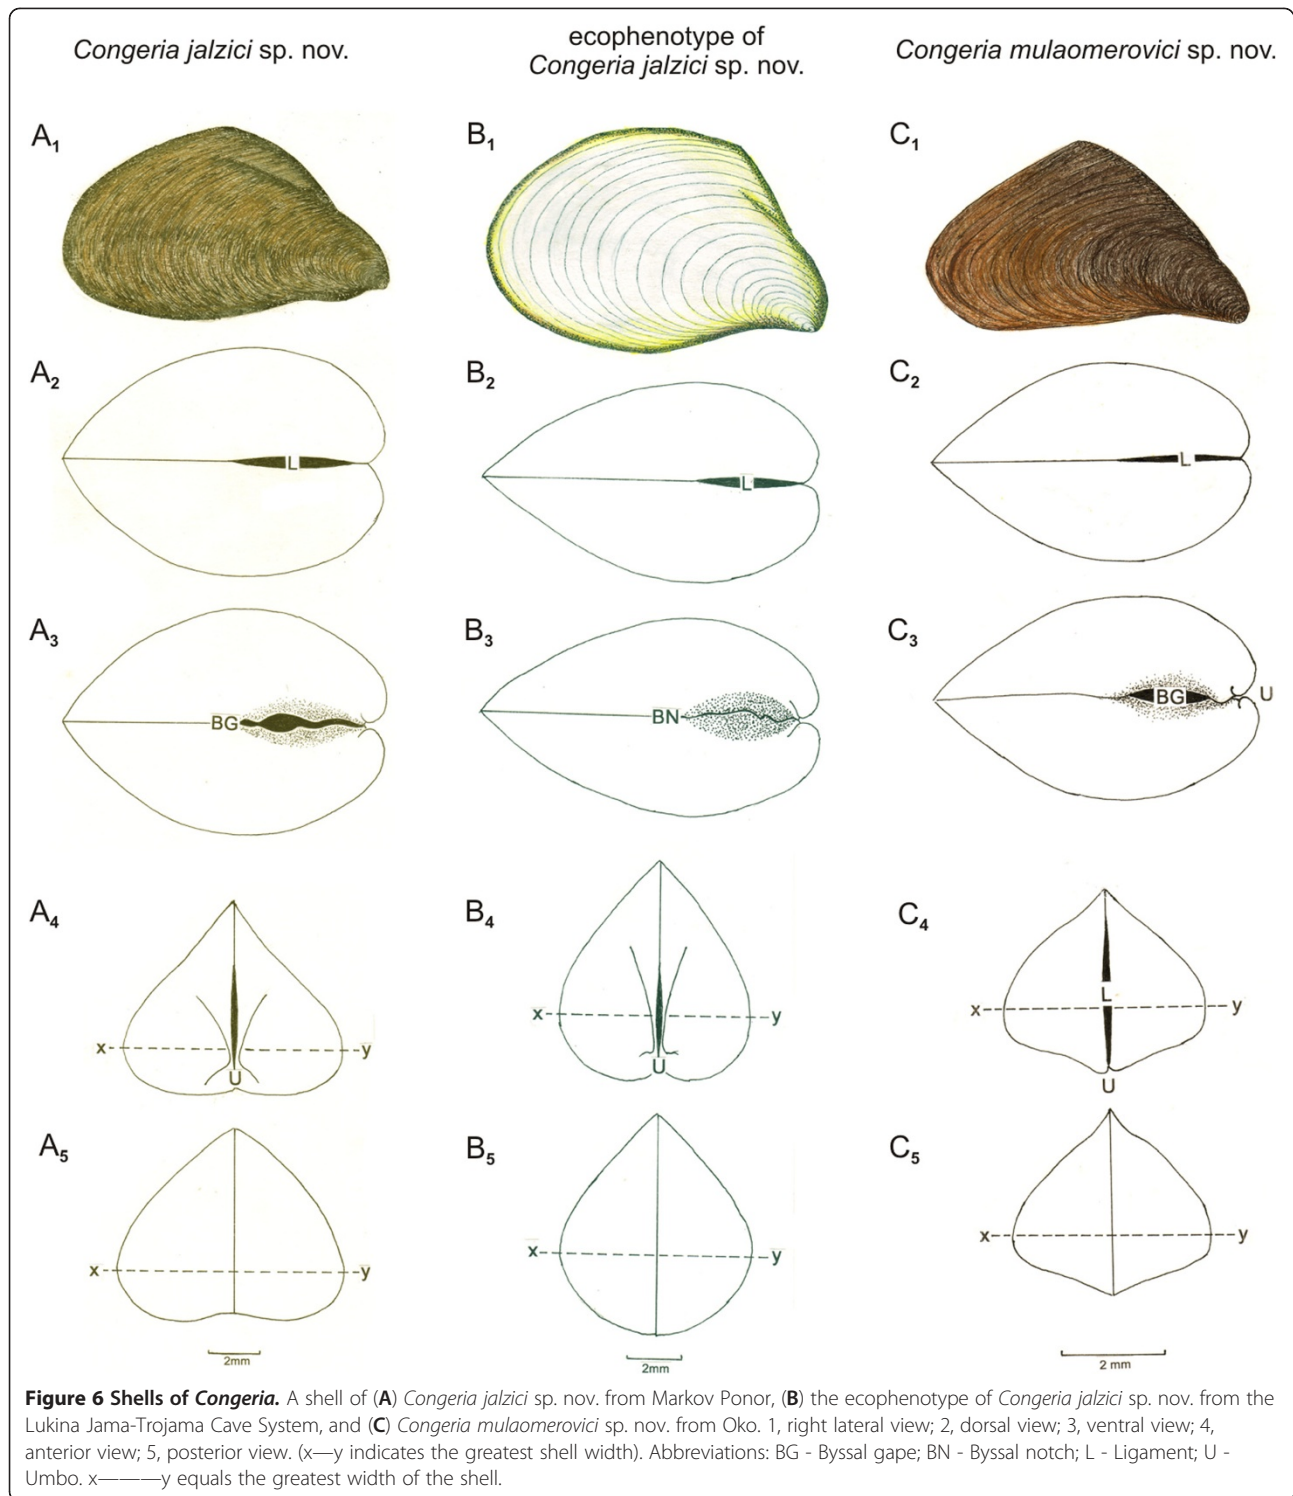 Congeria jalzici sp. nov.
ecophenotype of
Congeria jalzici sp. nov.
Congeria mulaomerovici sp. nov.
A1
B1
C1
A2
L
B2
L
C2
L
A3
BG
B3
BN
C3
BG
U
A4
x
y
U
B4
x
y
U
C4
L
x
y
U
A5
x
y
B5
x
y
C5
x
y
2mm
2mm
2 mm
Figure 6 Shells of Congeria. A shell of (A) Congeria jalzici sp. nov. from Markov Ponor, (B) the ecophenotype of Congeria jalzici sp. nov. from the
Lukina Jama-Trojama Cave System, and (C) Congeria mulaomerovici sp. nov. from Oko. 1, right lateral view; 2, dorsal view; 3, ventral view; 4,
anterior view; 5, posterior view. (x—y indicates the greatest shell width). Abbreviations: BG - Byssal gape; BN - Byssal notch; L - Ligament; U -
Umbo. x———y equals the greatest width of the shell.